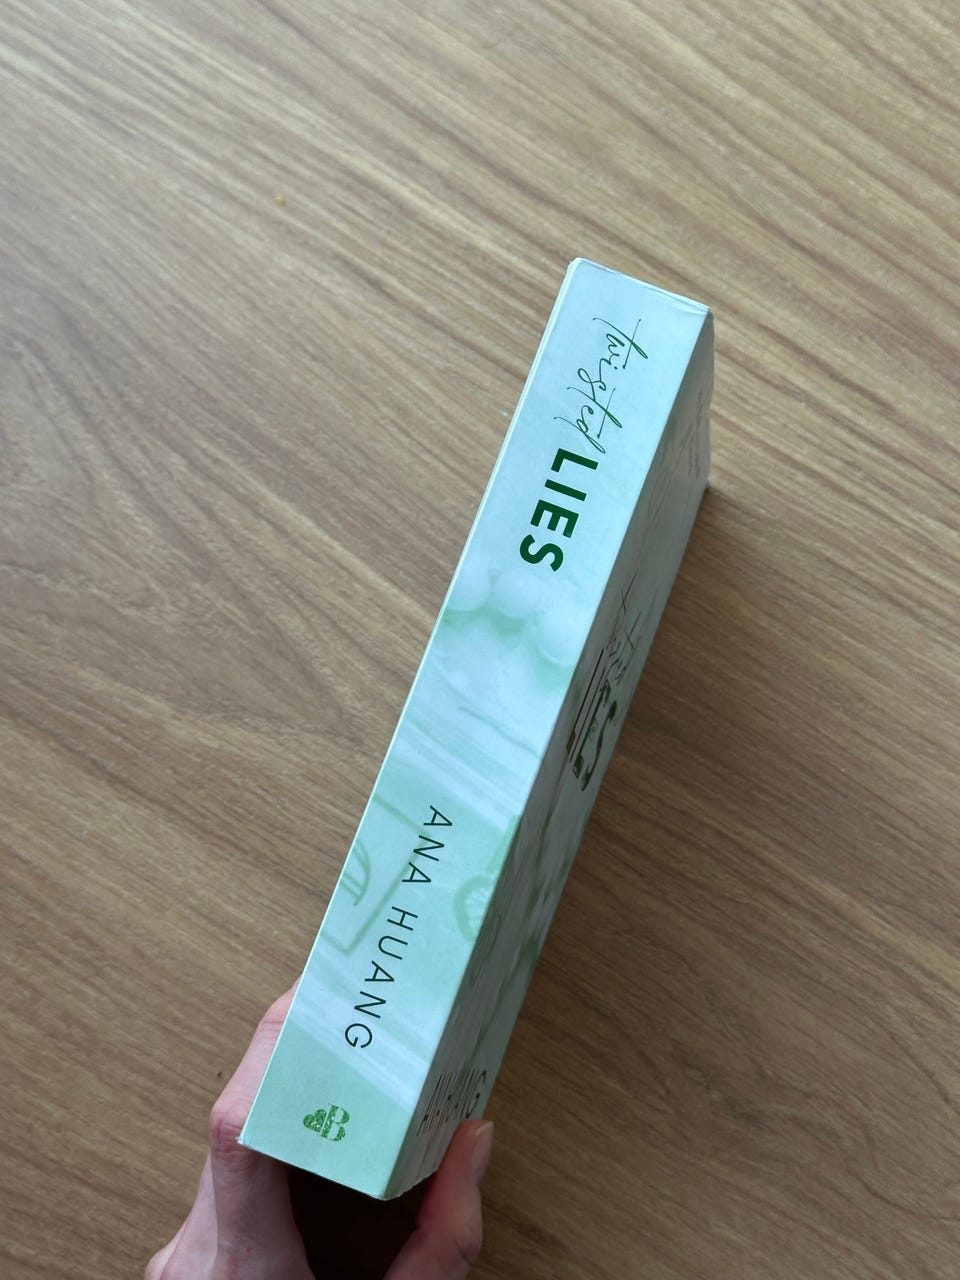 twisted LIES
ANA HUANG
B